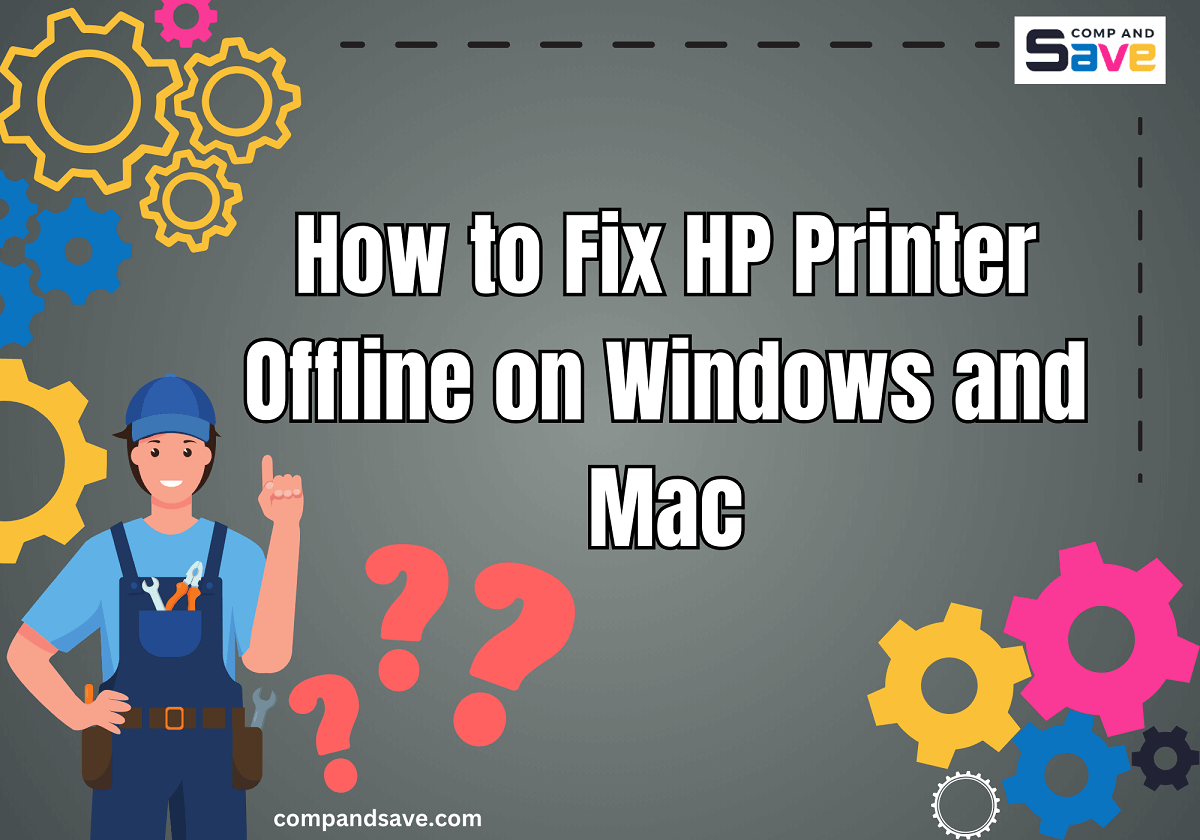 COMP AND
Save
How to Fix HP Printer
Offline on Windows and
Mac
???
compandsave.com